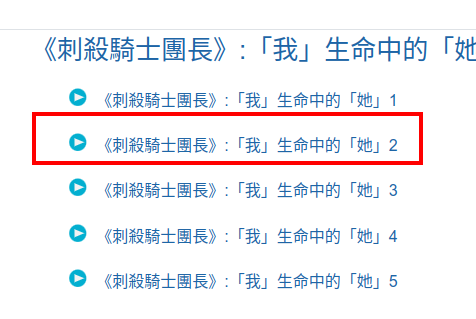 《刺殺騎士團長》:「我」生命中的「她
《刺殺騎士團長》:「我」生命中的「她」1
《刺殺騎士團長》:「我」生命中的「她」2
《刺殺騎士團長》:「我」生命中的「她」3
《刺殺騎士團長》:「我」生命中的「她」4
《刺殺騎士團長》:「我」生命中的「她」5